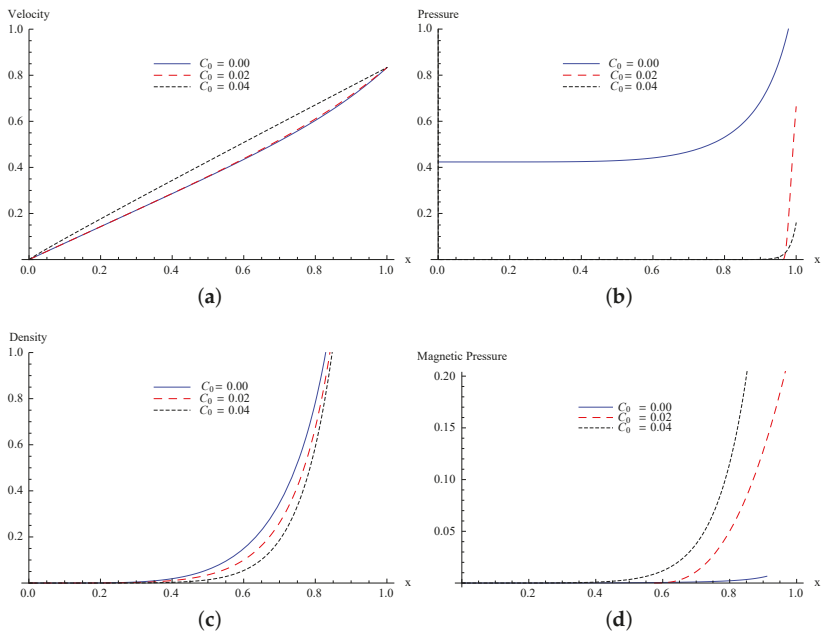 Velocity
1.0
0.8
0.6
0.4
0.2
0.0 0.2 0.4 0.6 0.8 1.0 x
C0 = 0.00
C0 = 0.02
C0 = 0.04
(a)
Pressure
1.0
0.8
0.6
0.4
0.2
0.0 0.2 0.4 0.6 0.8 1.0 x
C0 = 0.00
C0 = 0.02
C0 = 0.04
(b)
Density
1.0
0.8
0.6
0.4
0.2
0.0 0.2 0.4 0.6 0.8 1.0 x
C0 = 0.00
C0 = 0.02
C0 = 0.04
(c)
Magnetic Pressure
0.20
0.15
0.10
0.05
0.2 0.4 0.6 0.8 1.0 x
C0 = 0.00
C0 = 0.02
C0 = 0.04
(d)